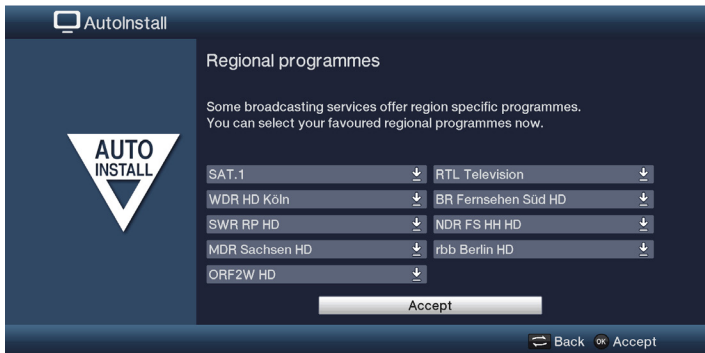 AutoInstall
Regional programmes
Some broadcasting services offer region specific programmes.
You can select your favoured regional programmes now.
AUTO
INSTALL
SAT.1
RTL Television
WDR HD Köln
BR Fernsehen Süd HD
SWR RP HD
NDR FS HH HD
MDR Sachsen HD
rbb Berlin HD
ORF2W HD
Accept
Back OK Accept